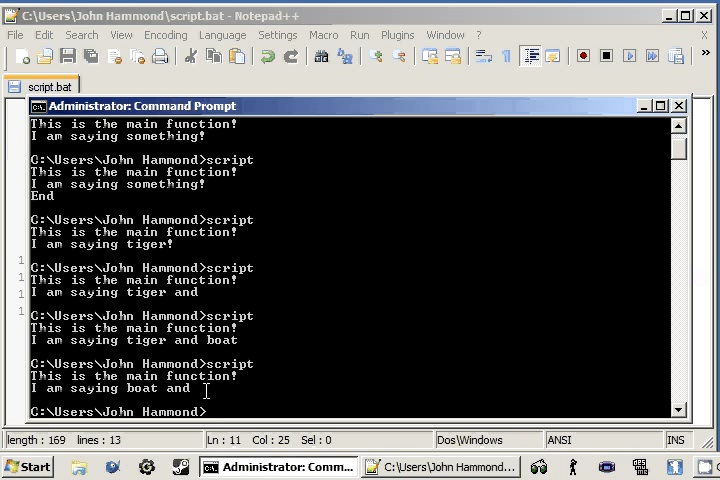 C:\Users\John Hammond\script.bat - Notepad++
File Edit Search View Encoding Language Settings Macro Run Plugins Window ? X
script.bat
Administrator: Command Prompt
This is the main function!
I am saying something!
C:\Users\John Hammond>script
This is the main function!
I am saying something!
End
C:\Users\John Hammond>script
This is the main function!
I am saying tiger!
C:\Users\John Hammond>script
This is the main function!
I am saying tiger and
C:\Users\John Hammond>script
This is the main function!
I am saying tiger and boat
C:\Users\John Hammond>script
This is the main function!
I am saying boat and
C:\Users\John Hammond>
1
1
1
1
length : 169 lines : 13 Ln : 11 Col : 25 Sel : 0 Dos\Windows ANSI INS
Start Administrator: Comm... C:\Users\John Hammond... C